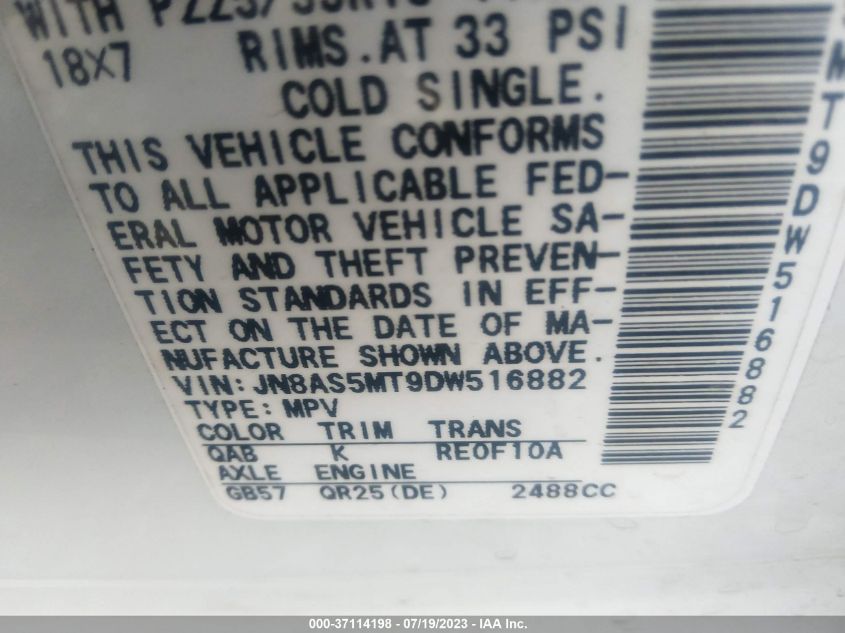 WITH
18X7 RIMS.AT 33 PSI
COLD SINGLE.
THIS VEHICLE CONFORMS
TO ALL APPLICABLE FED-
ERAL MOTOR VEHICLE SA-
FETY AND THEFT PREVEN-
TION STANDARDS IN EFF-
ECT ON THE DATE OF MA-
NUFACTURE SHOWN ABOVE.
VIN:JN8AS5MT9DW516882
TYPE:MPV
COLOR TRIM TRANS
QAB K RE0F10A
AXLE ENGINE
GB57 QR25(DE) 2488CC
MT9DW516882
000-37114198 - 07/19/2023 - IAA Inc.